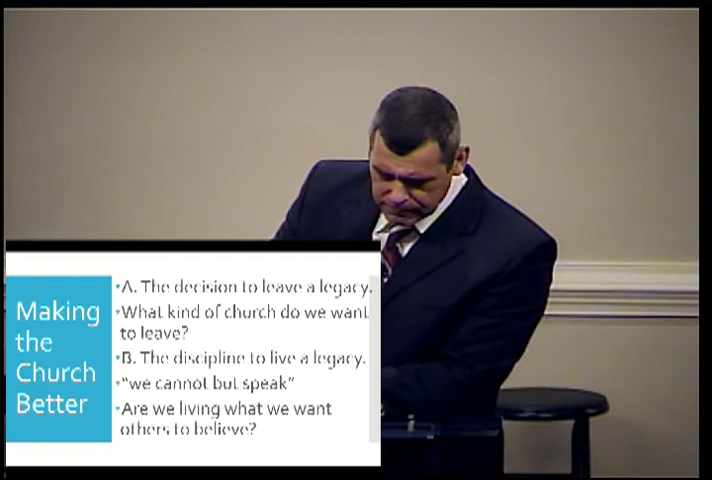 Making
the
Church
Better
•A. The decision to leave a legacy.
•What kind of church do we want
to leave?
•B. The discipline to live a legacy.
•"we cannot but speak"
•Are we living what we want
others to believe?